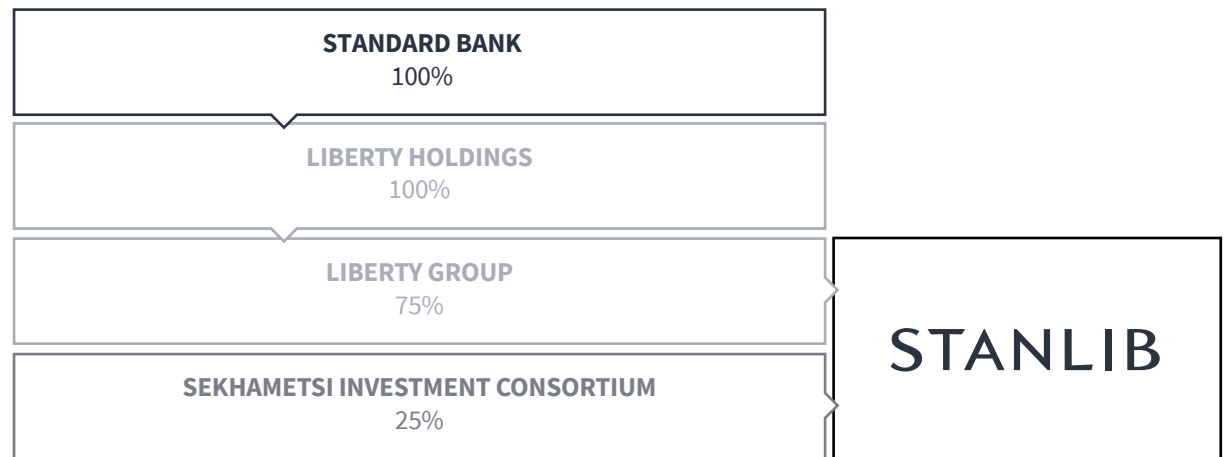 STANDARD BANK
100%
LIBERTY HOLDINGS
100%
LIBERTY GROUP
75%
STANLIB
SEKHAMETSI INVESTMENT CONSORTIUM
25%